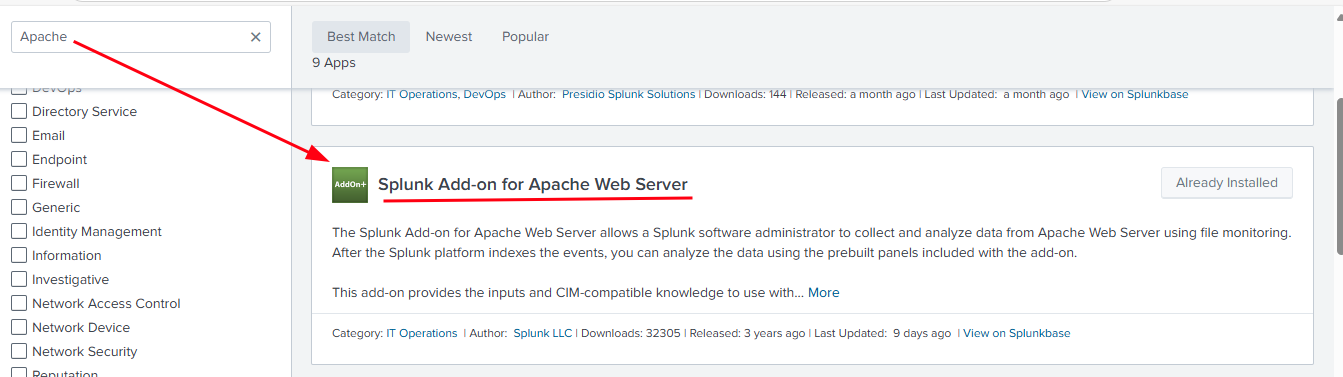 Apache
Best Match
Newest
Popular
9 Apps
DevOps
Directory Service
Email
Endpoint
Firewall
Generic
Identity Management
Information
Investigative
Network Access Control
Network Device
Network Security
Reputation
Category: IT Operations, DevOps | Author: Presidio Splunk Solutions | Downloads: 144 | Released: a month ago | Last Updated: a month ago | View on Splunkbase
AddOn+
Splunk Add-on for Apache Web Server
Already Installed
The Splunk Add-on for Apache Web Server allows a Splunk software administrator to collect and analyze data from Apache Web Server using file monitoring.
After the Splunk platform indexes the events, you can analyze the data using the prebuilt panels included with the add-on.
This add-on provides the inputs and CIM-compatible knowledge to use with... More
Category: IT Operations | Author: Splunk LLC | Downloads: 32305 | Released: 3 years ago | Last Updated: 9 days ago | View on Splunkbase